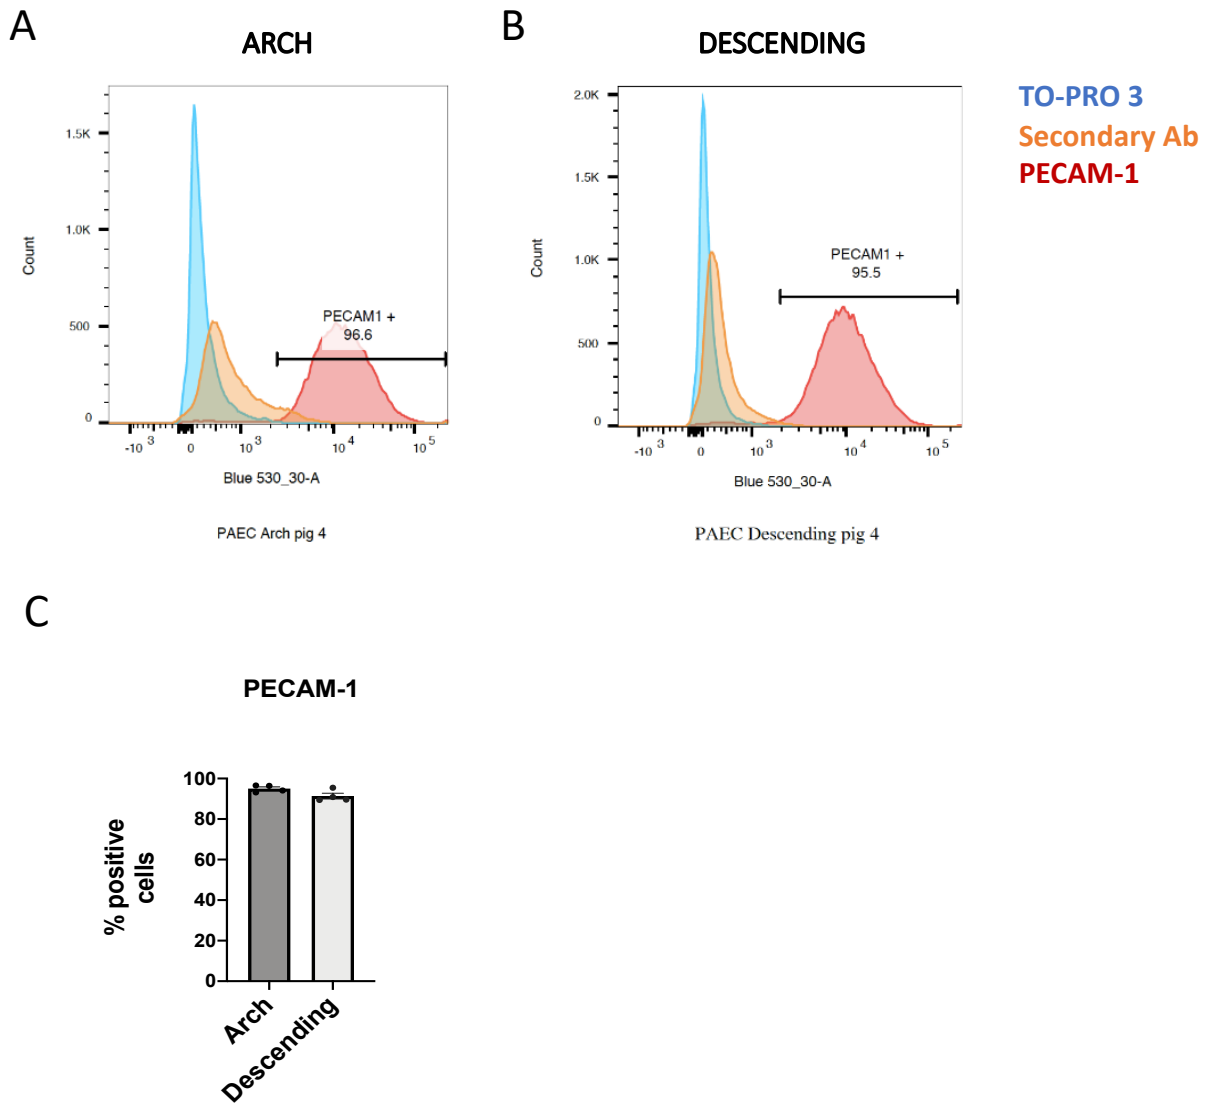 A
ARCH
1.5K
1.0K
500
0
Count
PECAM1 +
96.6
-10 3
0
10 3
10 4
10 5
Blue 530_30-A
PAEC Arch pig 4
B
DESCENDING
2.0K
1.5K
1.0K
500
0
Count
PECAM1 +
95.5
-10 3
0
10 3
10 4
10 5
Blue 530_30-A
PAEC Descending pig 4
TO-PRO 3
Secondary Ab
PECAM-1
C
PECAM-1
% positive
cells
100
80
60
40
20
0
Arch
Descending